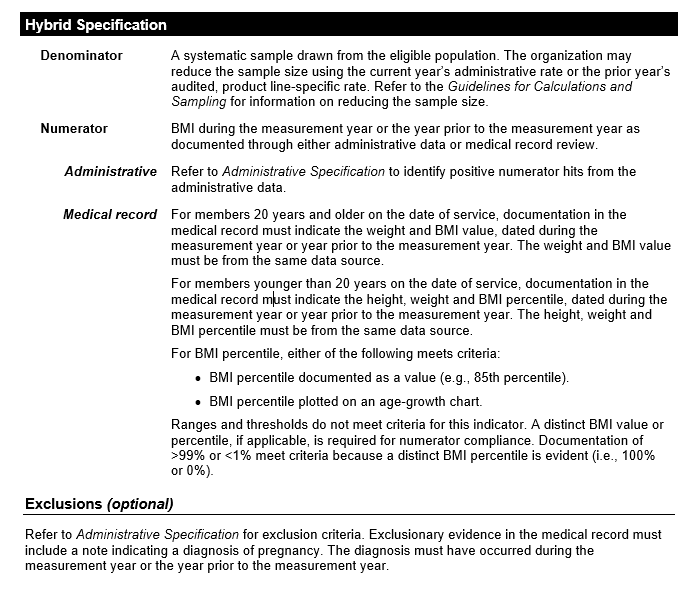 Hybrid Specification
Denominator A systematic sample drawn from the eligible population. The organization may
reduce the sample size using the current year's administrative rate or the prior year's
audited, product line-specific rate. Refer to the Guidelines for Calculations and
Sampling for information on reducing the sample size.
Numerator BMI during the measurement year or the year prior to the measurement year as
documented through either administrative data or medical record review.
Administrative Refer to Administrative Specification to identify positive numerator hits from the
administrative data.
Medical record For members 20 years and older on the date of service, documentation in the
medical record must indicate the weight and BMI value, dated during the
measurement year or year prior to the measurement year. The weight and BMI value
must be from the same data source.
For members younger than 20 years on the date of service, documentation in the
medical record must indicate the height, weight and BMI percentile, dated during the
measurement year or year prior to the measurement year. The height, weight and
BMI percentile must be from the same data source.
For BMI percentile, either of the following meets criteria:
• BMI percentile documented as a value (e.g., 85th percentile).
• BMI percentile plotted on an age-growth chart.
Ranges and thresholds do not meet criteria for this indicator. A distinct BMI value or
percentile, if applicable, is required for numerator compliance. Documentation of
>99% or <1% meet criteria because a distinct BMI percentile is evident (i.e., 100%
or 0%).
Exclusions (optional)
Refer to Administrative Specification for exclusion criteria. Exclusionary evidence in the medical record must
include a note indicating a diagnosis of pregnancy. The diagnosis must have occurred during the
measurement year or the year prior to the measurement year.